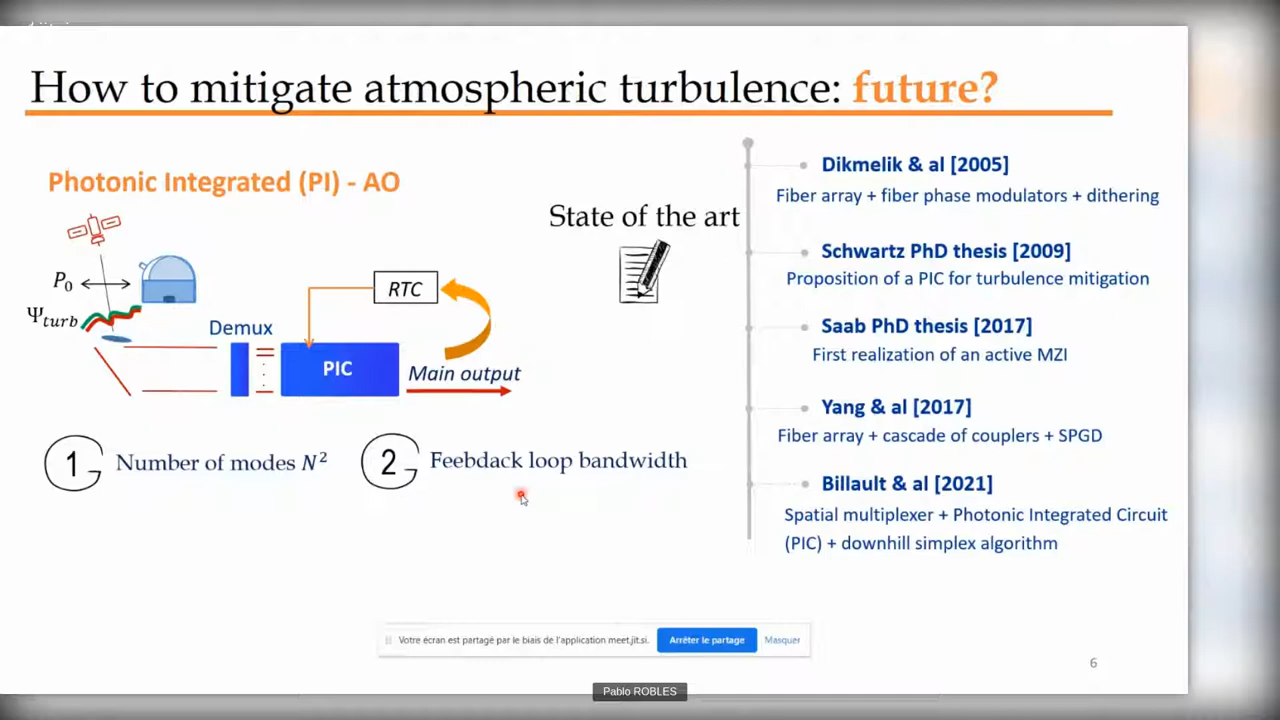 How to mitigate atmospheric turbulence: future?
Photonic Integrated (PI) - AO
P₀
Ψturb
Demux
RTC
PIC
Main output
1 Number of modes N²
2 Feebdack loop bandwidth
State of the art
Dikmelik & al [2005]
Fiber array + fiber phase modulators + dithering
Schwartz PhD thesis [2009]
Proposition of a PIC for turbulence mitigation
Saab PhD thesis [2017]
First realization of an active MZI
Yang & al [2017]
Fiber array + cascade of couplers + SPGD
Billault & al [2021]
Spatial multiplexer + Photonic Integrated Circuit
(PIC) + downhill simplex algorithm
Votre écran est partagé par le biais de l'application meet.jit.si. Arrêter le partage Masquer
6
Pablo ROBLES